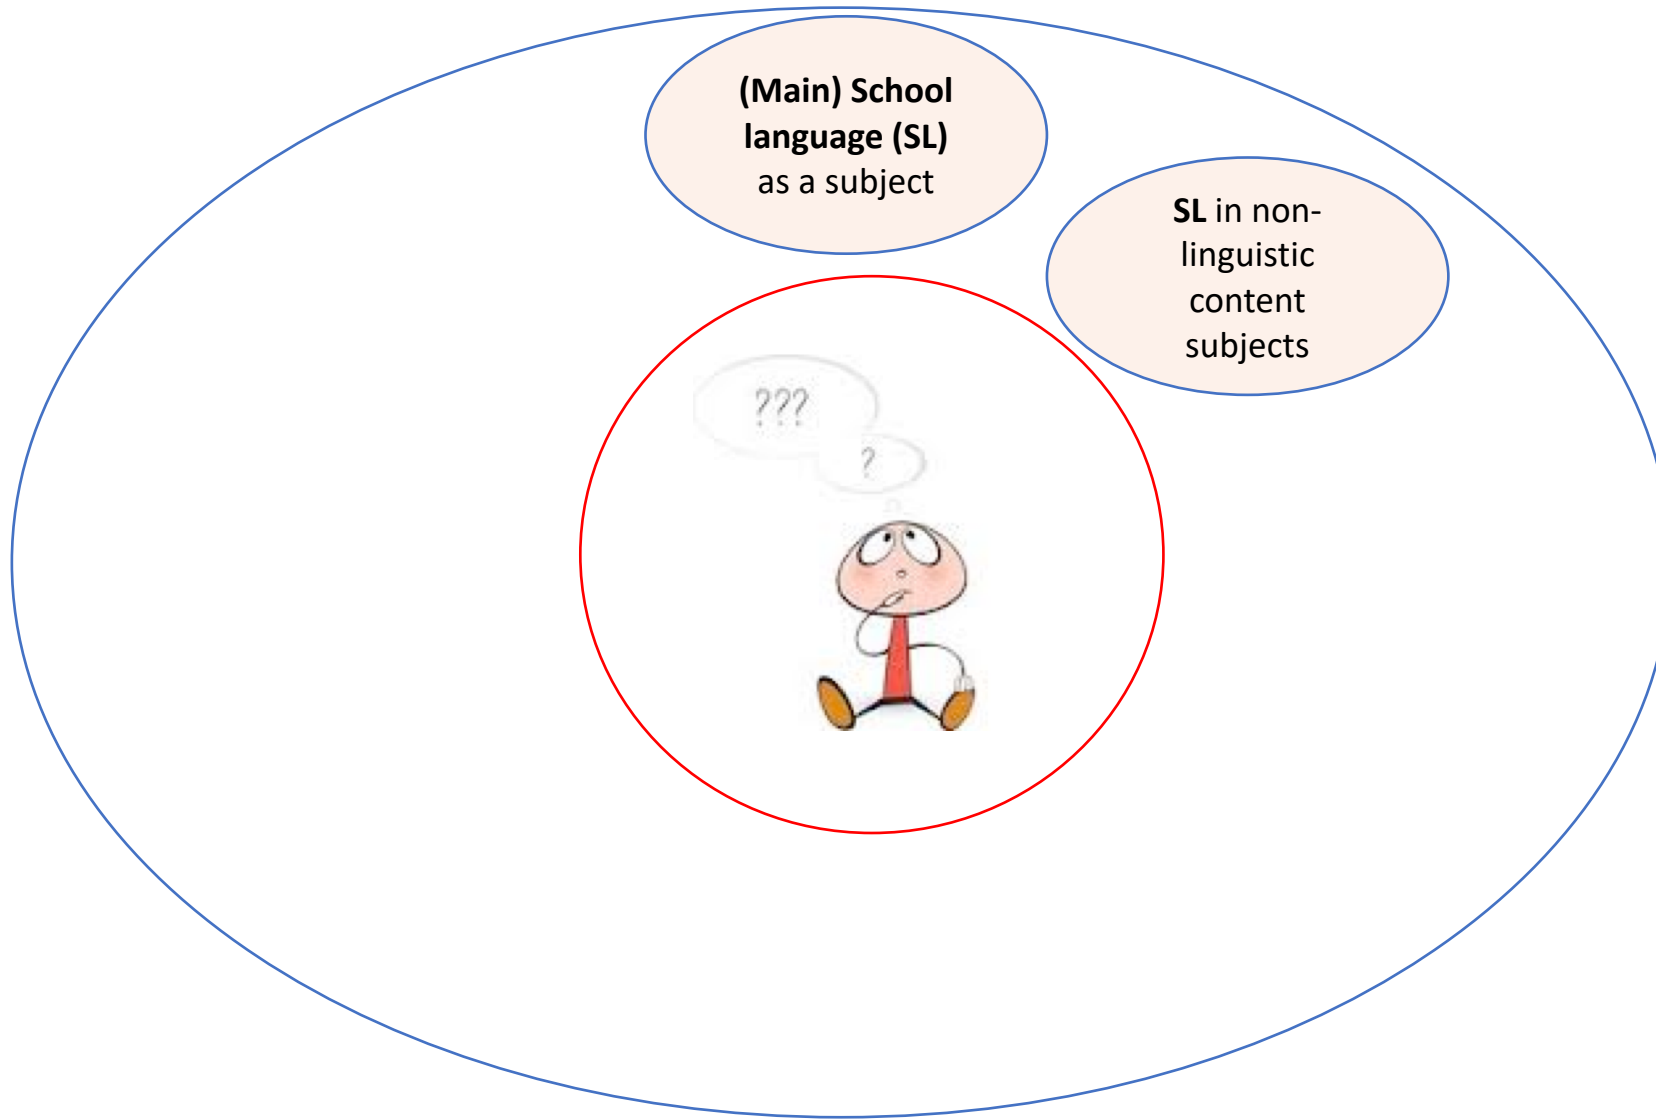 (Main) School
language (SL)
as a subject
SL in non-
linguistic
content
subjects
???
?